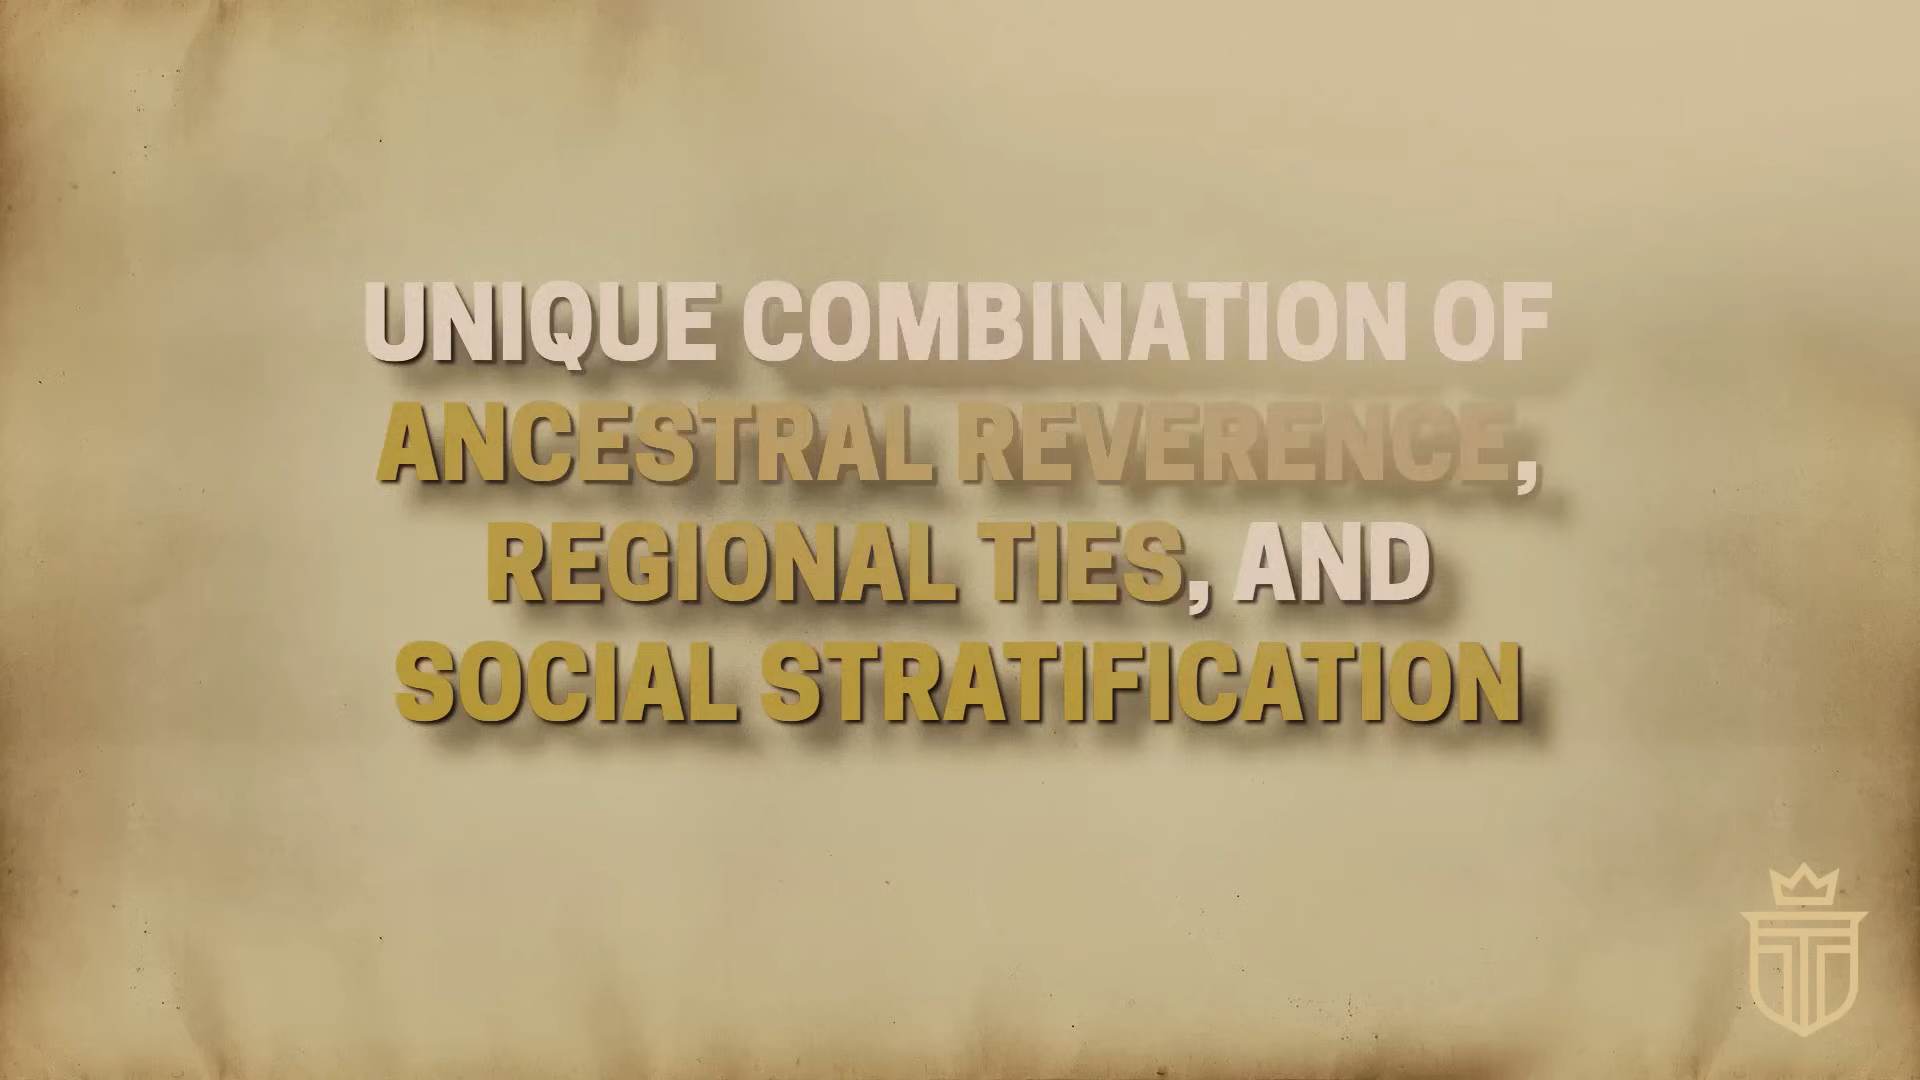 UNIQUE COMBINATION OF
ANCESTRAL REVERENCE,
REGIONAL TIES, AND
SOCIAL STRATIFICATION